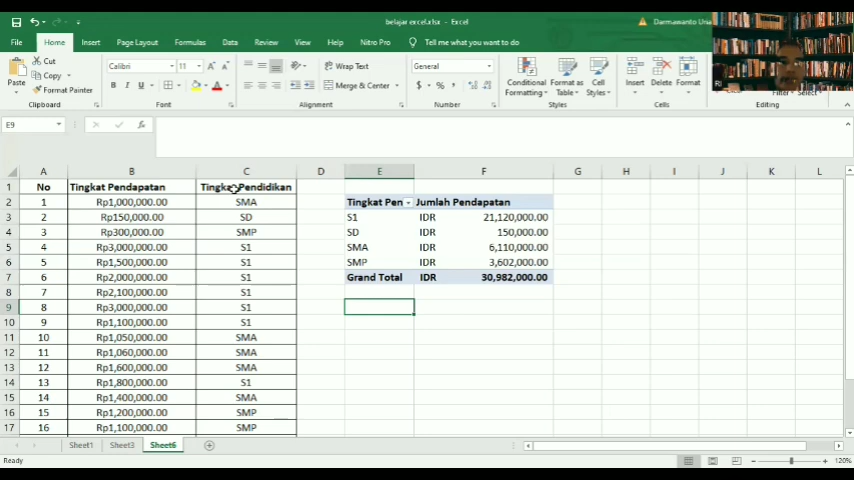 belajar excel.xlsx - Excel
Darmawanto Uria
File Home Insert Page Layout Formulas Data Review View Help Nitro Pro Tell me what you want to do
Ri
Paste Cut Copy Format Painter
Calibri 11 Wrap Text General
B I U Merge & Center $ % ,
Conditional Formatting Format as Table Cell Styles Insert Delete Format
Clipboard Font Alignment Number Styles Cells Editing
E9 fx
A B C D E F G H I J K L
1 No Tingkat Pendapatan Tingkat Pendidikan
2 1 Rp1,000,000.00 SMA Tingkat Pen Jumlah Pendapatan
3 2 Rp150,000.00 SD S1 IDR 21,120,000.00
4 3 Rp300,000.00 SMP SD IDR 150,000.00
5 4 Rp3,000,000.00 S1 SMA IDR 6,110,000.00
6 5 Rp1,500,000.00 S1 SMP IDR 3,602,000.00
7 6 Rp2,000,000.00 S1 Grand Total IDR 30,982,000.00
8 7 Rp2,100,000.00 S1
9 8 Rp3,000,000.00 S1
10 9 Rp1,100,000.00 S1
11 10 Rp1,050,000.00 SMA
12 11 Rp1,060,000.00 SMA
13 12 Rp1,600,000.00 SMA
14 13 Rp1,800,000.00 S1
15 14 Rp1,400,000.00 SMA
16 15 Rp1,200,000.00 SMP
17 16 Rp1,100,000.00 SMP
Sheet1 Sheet3 Sheet6
Ready 120%